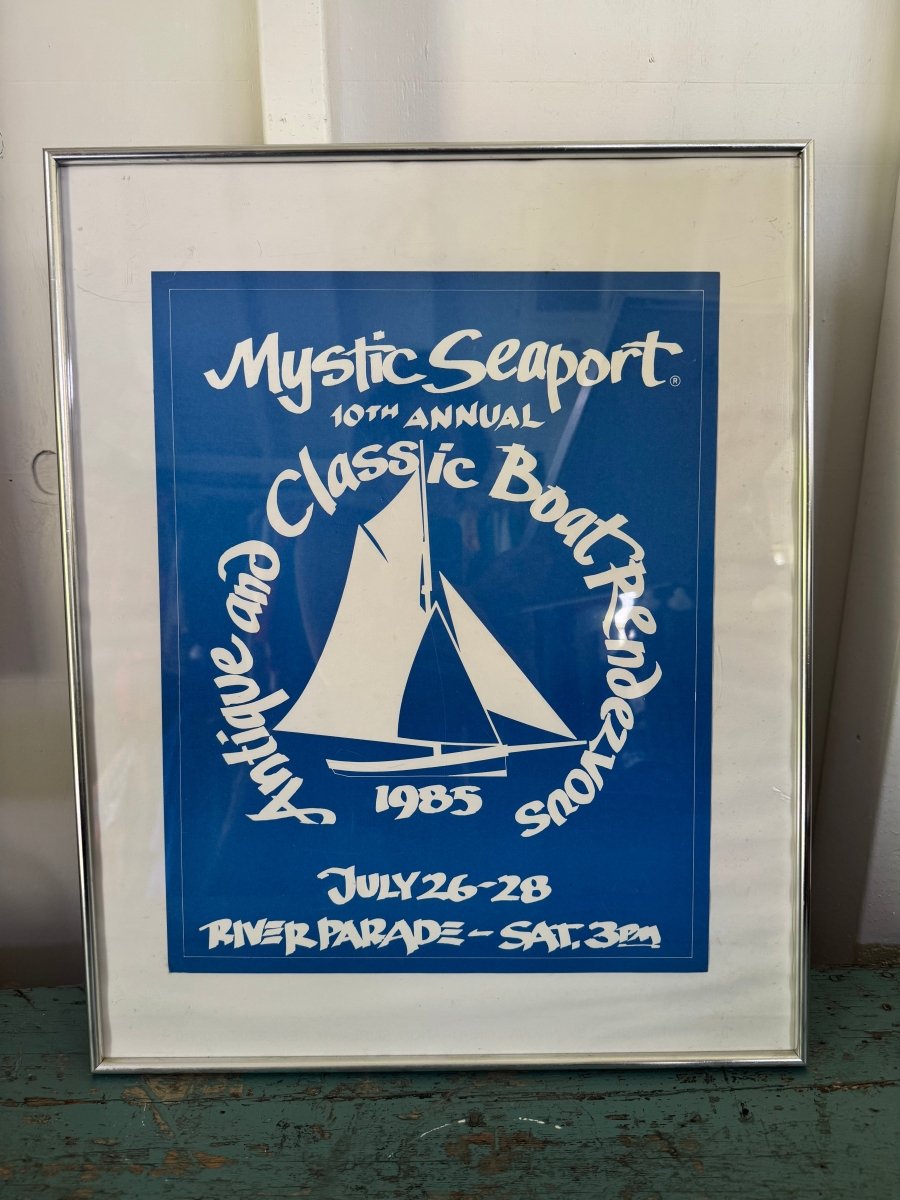 Mystic Seaport®
10TH ANNUAL
Antique and Classic Boat Rendezvous
1985
JULY 26-28
RIVER PARADE - SAT. 3PM